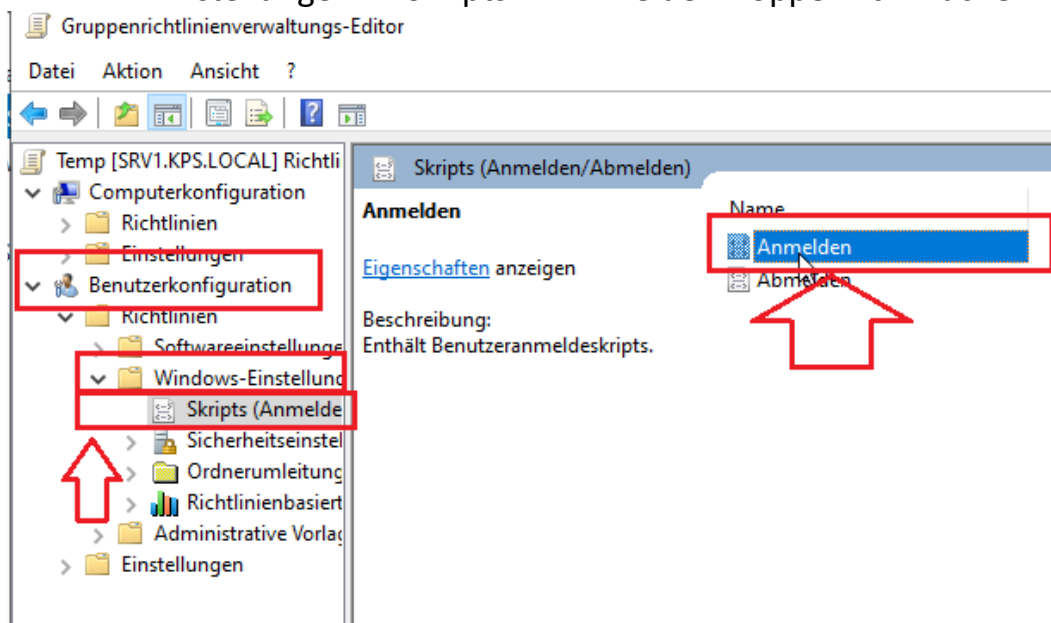 Gruppenrichtlinienverwaltungs-Editor
Datei Aktion Ansicht ?
Temp [SRV1.KPS.LOCAL] Richtli
Computerkonfiguration
Richtlinien
Einstellungen
Benutzerkonfiguration
Richtlinien
Softwareeinstellunge
Windows-Einstellung
Skripts (Anmelde
Sicherheitseinstel
Ordnerumleitung
Richtlinienbasiert
Administrative Vorlag
Einstellungen
Skripts (Anmelden/Abmelden)
Anmelden
Eigenschaften anzeigen
Beschreibung:
Enthält Benutzeranmeldeskripts.
Name
Anmelden
Abmelden